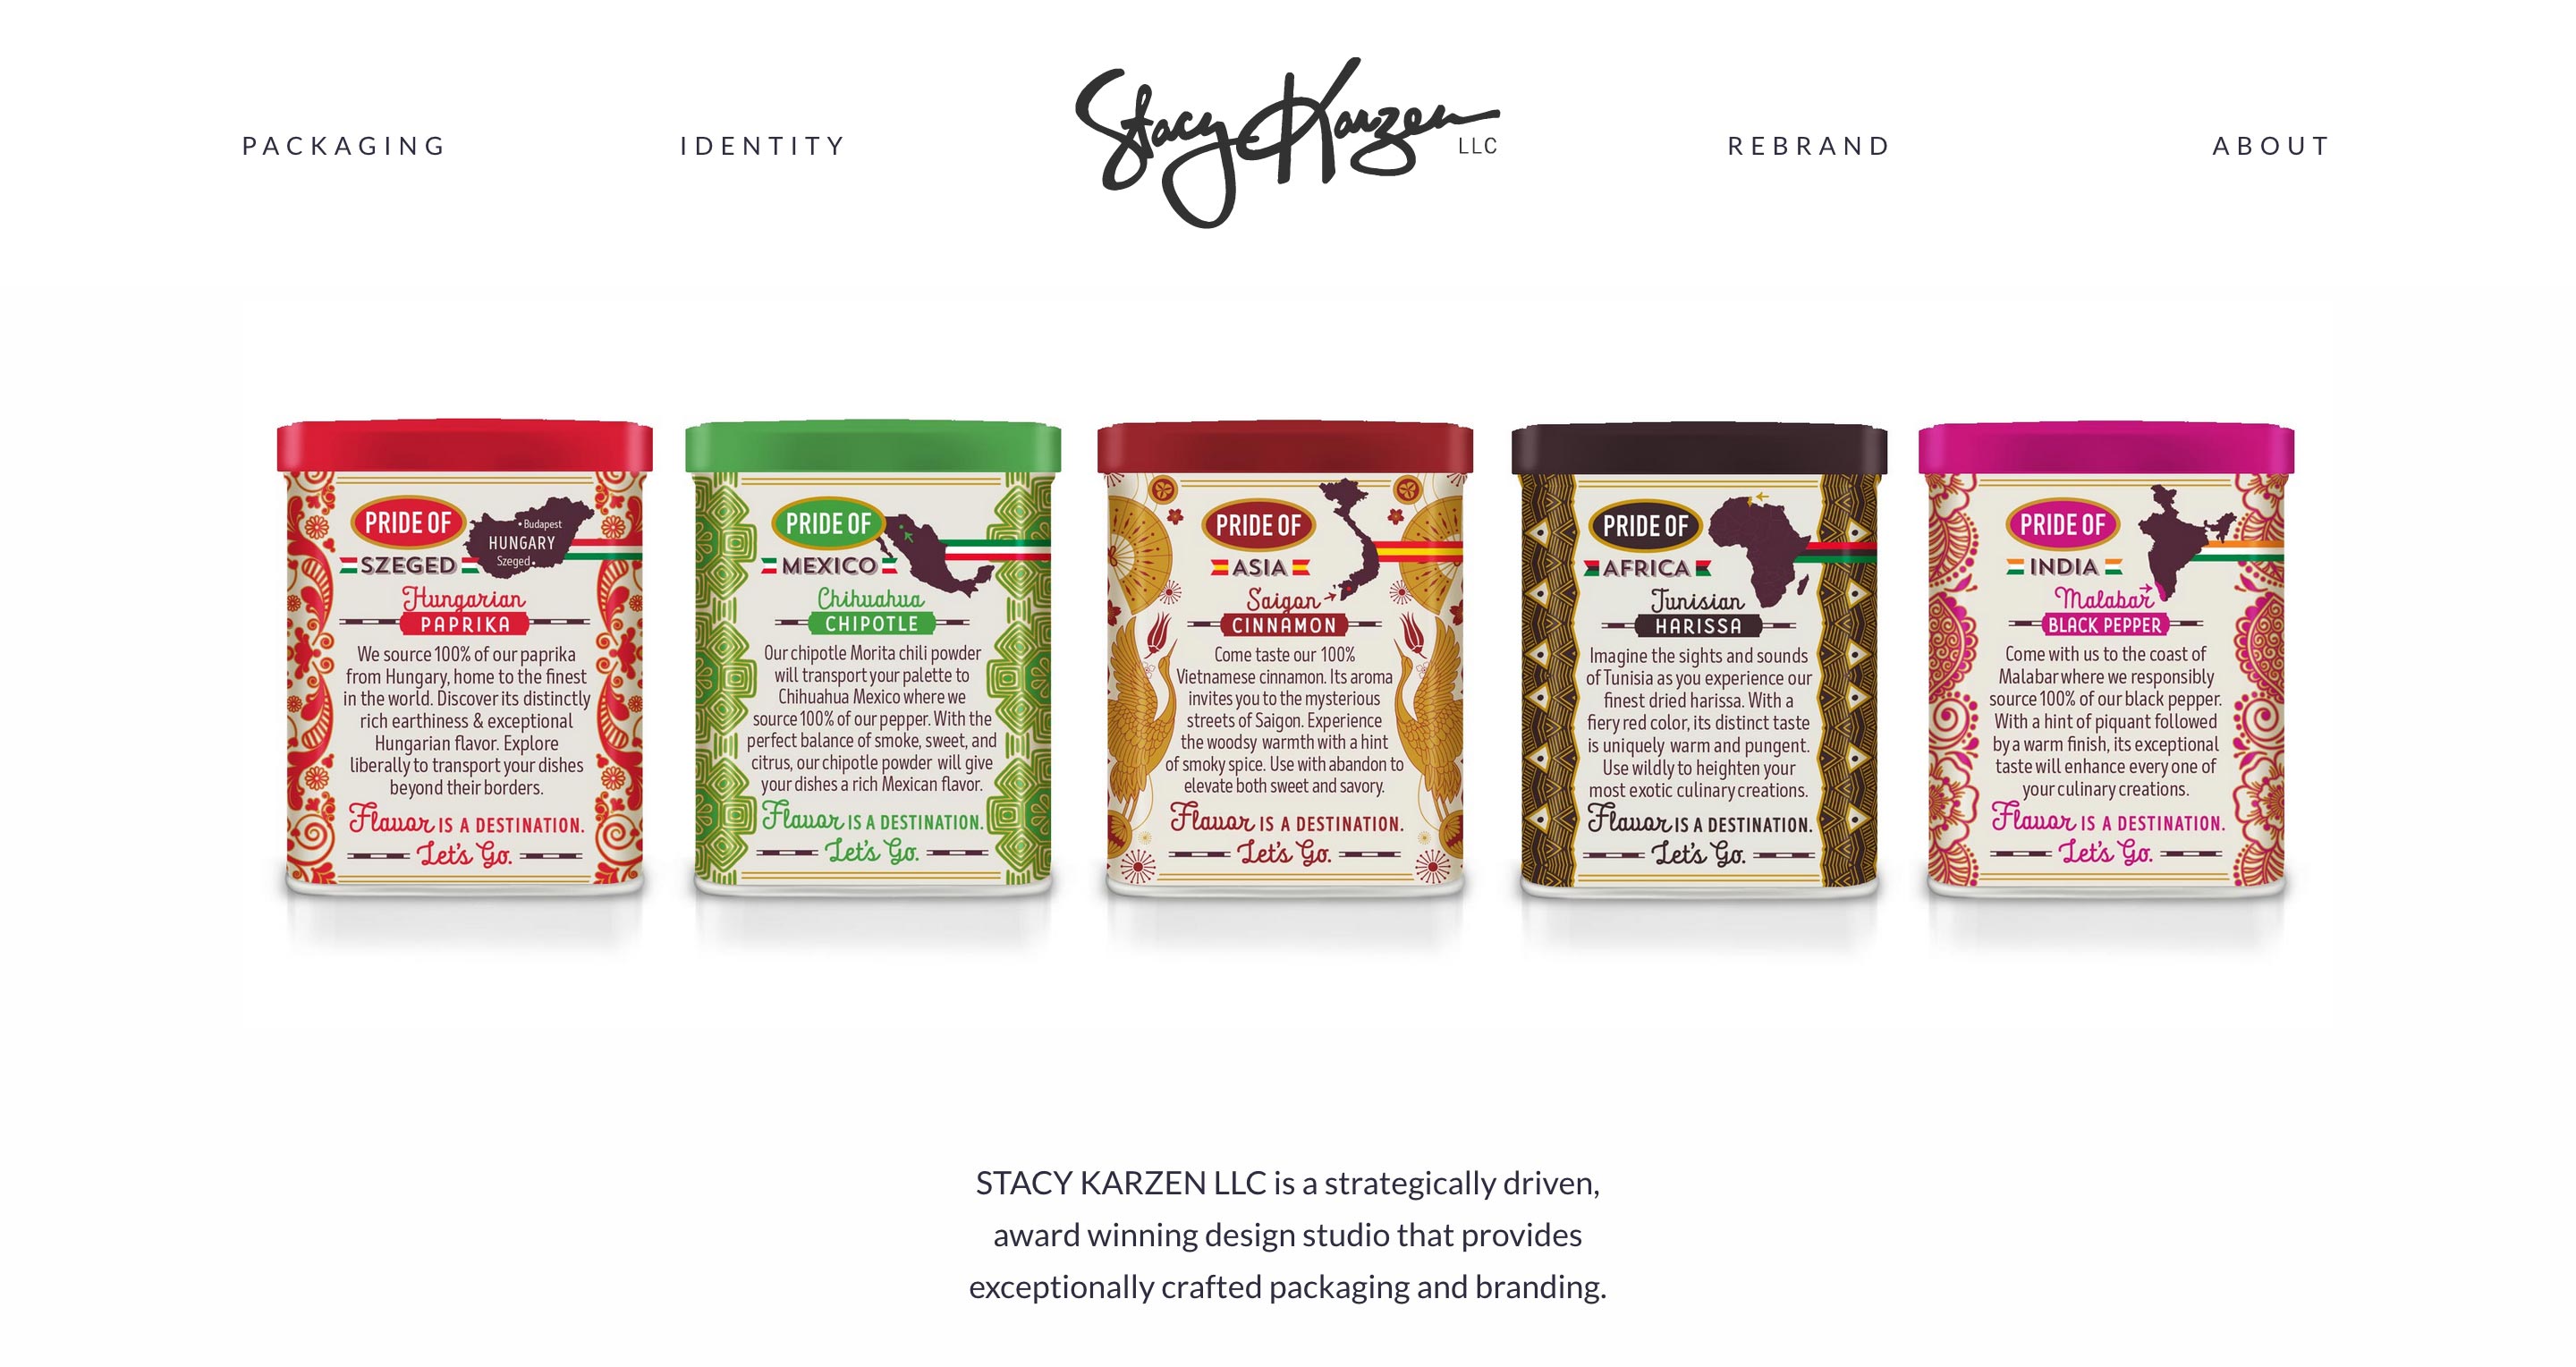 PACKAGING
IDENTITY
Stacy Karzen
LLC
REBRAND
ABOUT
PRIDE OF
SZEGED
• Budapest
HUNGARY
Szeged •
Hungarian
PAPRIKA
We source 100% of our paprika
from Hungary, home to the finest
in the world. Discover its distinctly
rich earthiness & exceptional
Hungarian flavor. Explore
liberally to transport your dishes
beyond their borders.
Flavor IS A DESTINATION.
Let's Go.
PRIDE OF
MEXICO
Chihuahua
CHIPOTLE
Our chipotle Morita chili powder
will transport your palette to
Chihuahua Mexico where we
source 100% of our pepper. With the
perfect balance of smoke, sweet, and
citrus, our chipotle powder will give
your dishes a rich Mexican flavor.
Flavor IS A DESTINATION.
Let's Go.
PRIDE OF
ASIA
Saigon
CINNAMON
Come taste our 100%
Vietnamese cinnamon. Its aroma
invites you to the mysterious
streets of Saigon. Experience
the woodsy warmth with a hint
of smoky spice. Use with abandon to
elevate both sweet and savory.
Flavor IS A DESTINATION.
Let's Go.
PRIDE OF
AFRICA
Tunisian
HARISSA
Imagine the sights and sounds
of Tunisia as you experience our
finest dried harissa. With a
fiery red color, its distinct taste
is uniquely warm and pungent.
Use wildly to heighten your
most exotic culinary creations.
Flavor IS A DESTINATION.
Let's Go.
PRIDE OF
INDIA
Malabar
BLACK PEPPER
Come with us to the coast of
Malabar where we responsibly
source 100% of our black pepper.
With a hint of piquant followed
by a warm finish, its exceptional
taste will enhance every one of
your culinary creations.
Flavor IS A DESTINATION.
Let's Go.
STACY KARZEN LLC is a strategically driven,
award winning design studio that provides
exceptionally crafted packaging and branding.